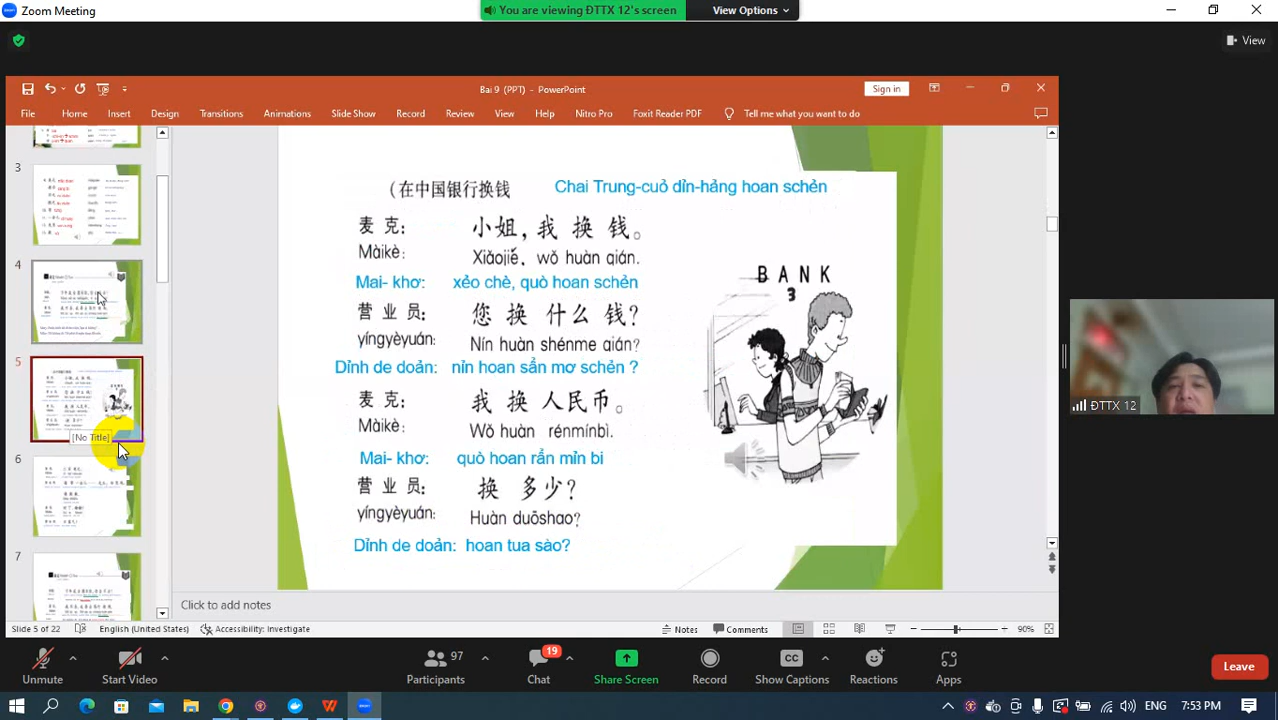 Zoom Meeting
You are viewing ĐTTX 12's screen
View Options
View
Bai 9 (PPT) - PowerPoint
Sign in
File Home Insert Design Transitions Animations Slide Show Record Review View Help Nitro Pro Foxit Reader PDF Tell me what you want to do
3
4
5
[No Title]
6
7
(在中国银行换钱 Chai Trung-cuở dỉn-hảng hoan schẻn
麦克: 小姐,我换钱。
Màikè: Xiǎojié, wǒ huàn qián.
Mai- khơ: xẻo chè, quò hoan schẻn
营业员: 您换什么钱?
yíngyèyuán: Nín huàn shénme qián?
Dỉnh de doản: nỉn hoan sẩn mơ schẻn ?
麦克: 我换人民币。
Màikè: Wǒ huàn rénmínbì.
Mai- khơ: quò hoan rẩn mỉn bi
营业员: 换多少?
yíngyèyuán: Huàn duōshao?
Dỉnh de doản: hoan tua sào?
BANK
3
Click to add notes
Slide 5 of 22 English (United States) Accessibility: Investigate Notes Comments 90%
ĐTTX 12
Unmute Start Video 97 Participants 19 Chat Share Screen Record CC Show Captions Reactions Apps Leave
ENG 7:53 PM